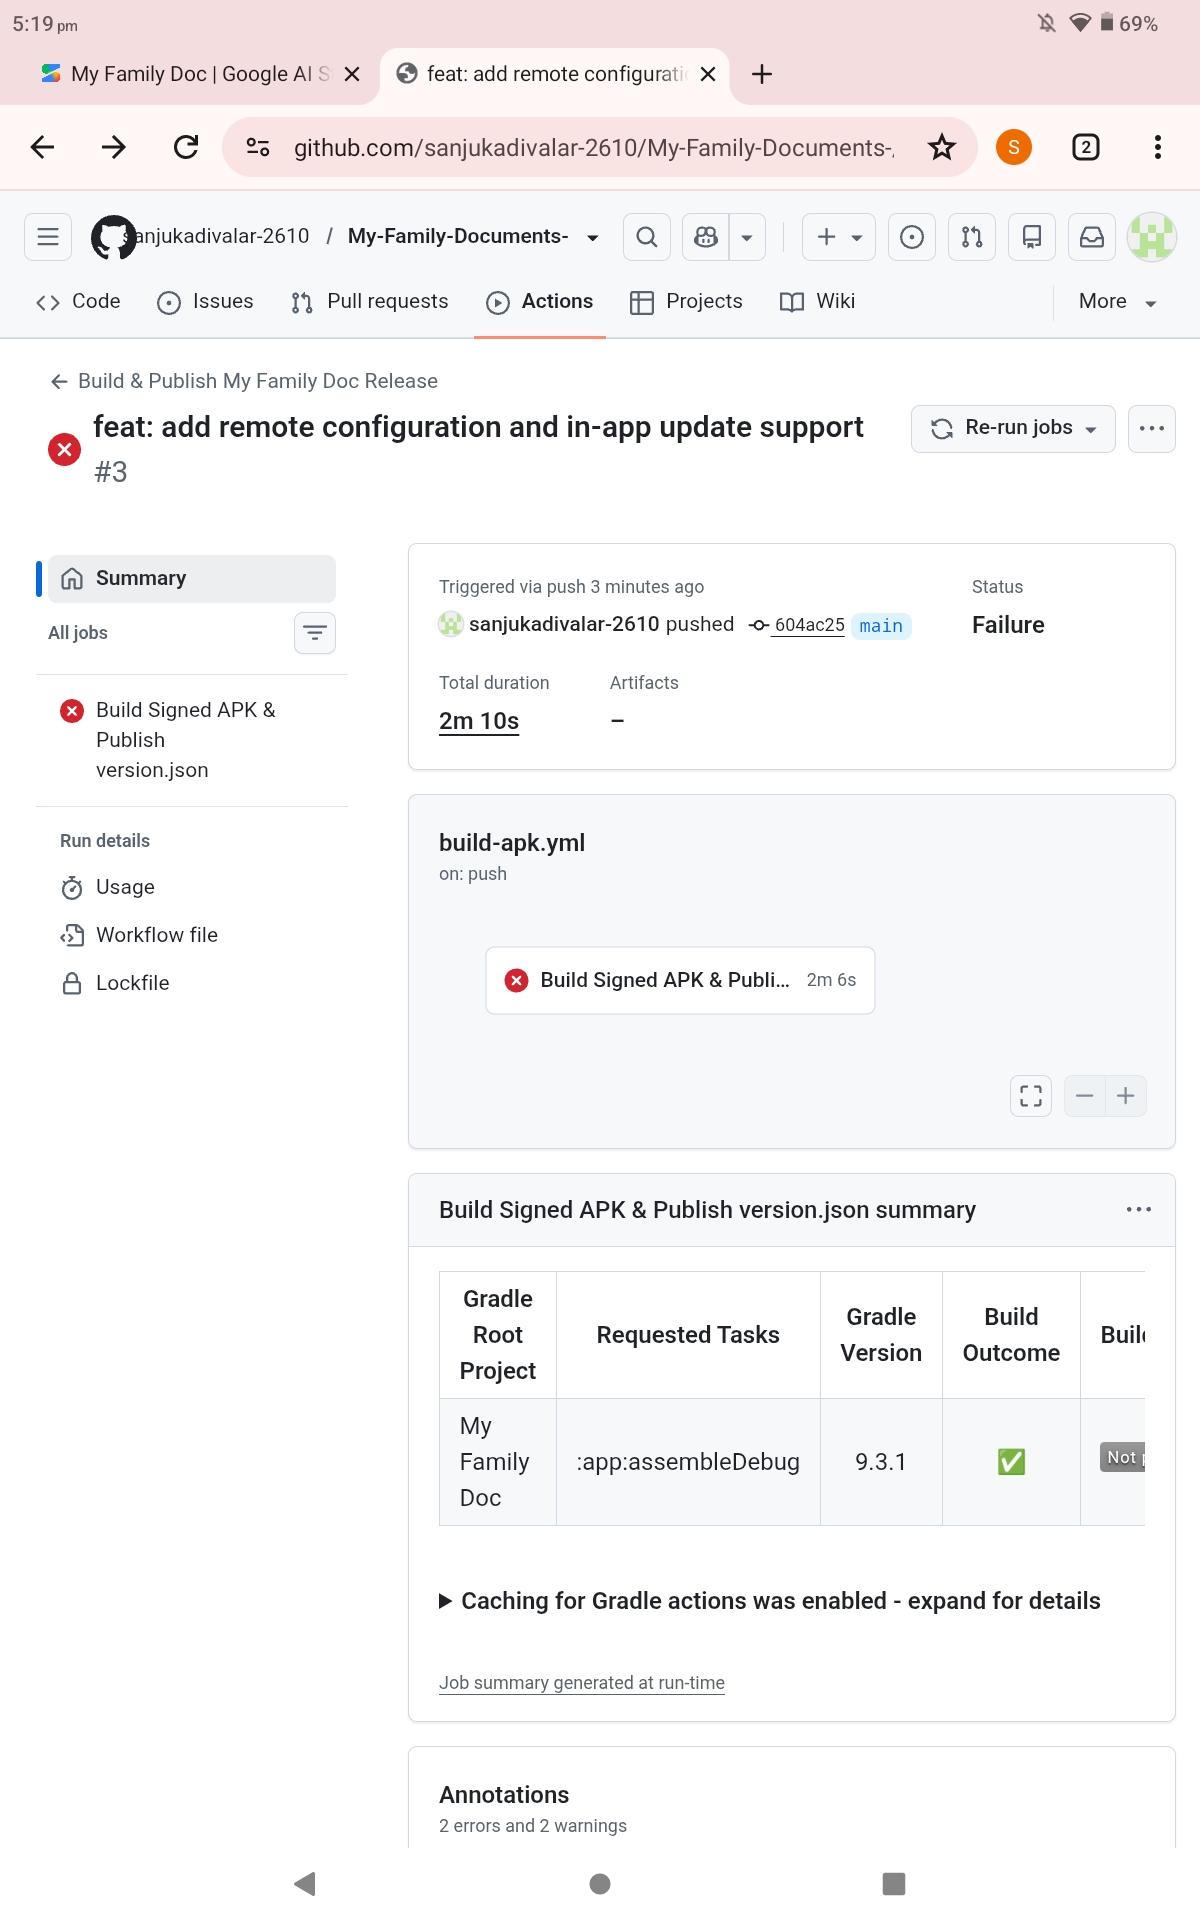 5:19 pm
69%
My Family Doc | Google AI S
feat: add remote configurati
github.com/sanjukadivalar-2610/My-Family-Documents-
S
2
sanjukadivalar-2610 / My-Family-Documents-
Code
Issues
Pull requests
Actions
Projects
Wiki
More
Build & Publish My Family Doc Release
feat: add remote configuration and in-app update support
#3
Re-run jobs
Summary
All jobs
Build Signed APK &
Publish
version.json
Run details
Usage
Workflow file
Lockfile
Triggered via push 3 minutes ago
Status
sanjukadivalar-2610 pushed 604ac25 main
Failure
Total duration
Artifacts
2m 10s
–
build-apk.yml
on: push
Build Signed APK & Publi... 2m 6s
Build Signed APK & Publish version.json summary
Gradle
Root
Project
Requested Tasks
Gradle
Version
Build
Outcome
Build
My
Family
Doc
:app:assembleDebug
9.3.1
Not
Caching for Gradle actions was enabled - expand for details
Job summary generated at run-time
Annotations
2 errors and 2 warnings